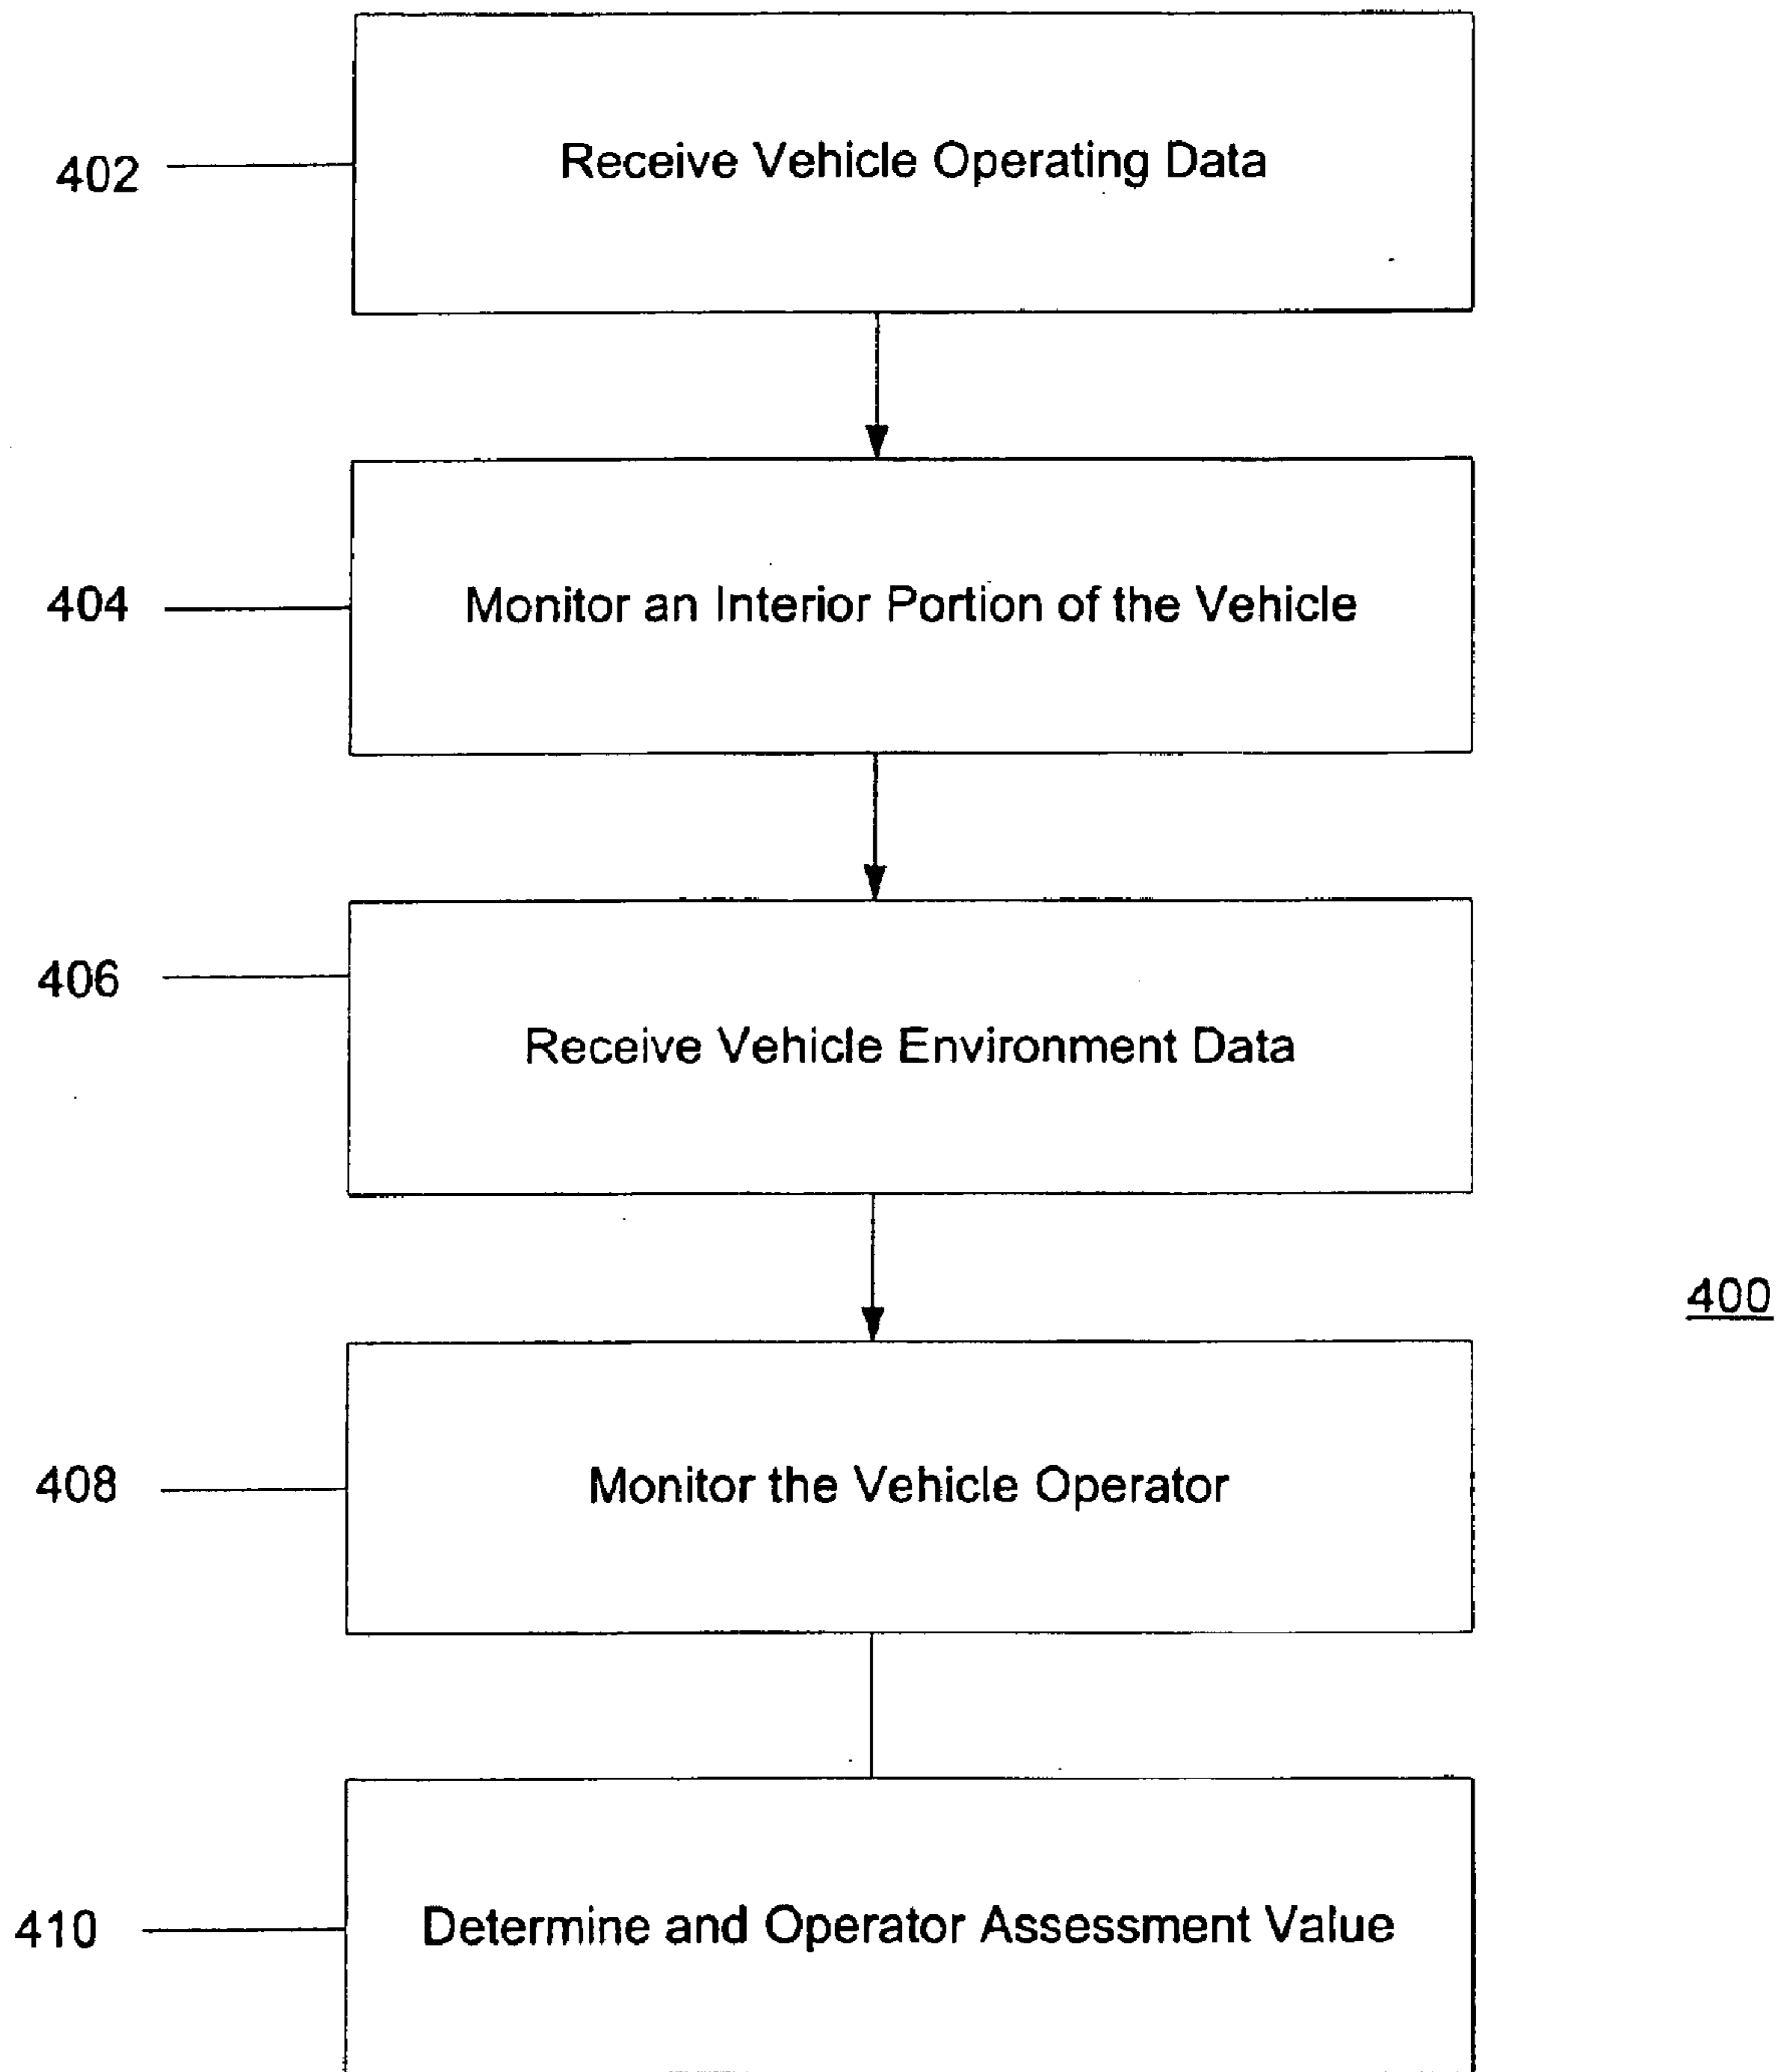 402 Receive Vehicle Operating Data
404 Monitor an Interior Portion of the Vehicle
406 Receive Vehicle Environment Data
400
408 Monitor the Vehicle Operator
410 Determine and Operator Assessment Value